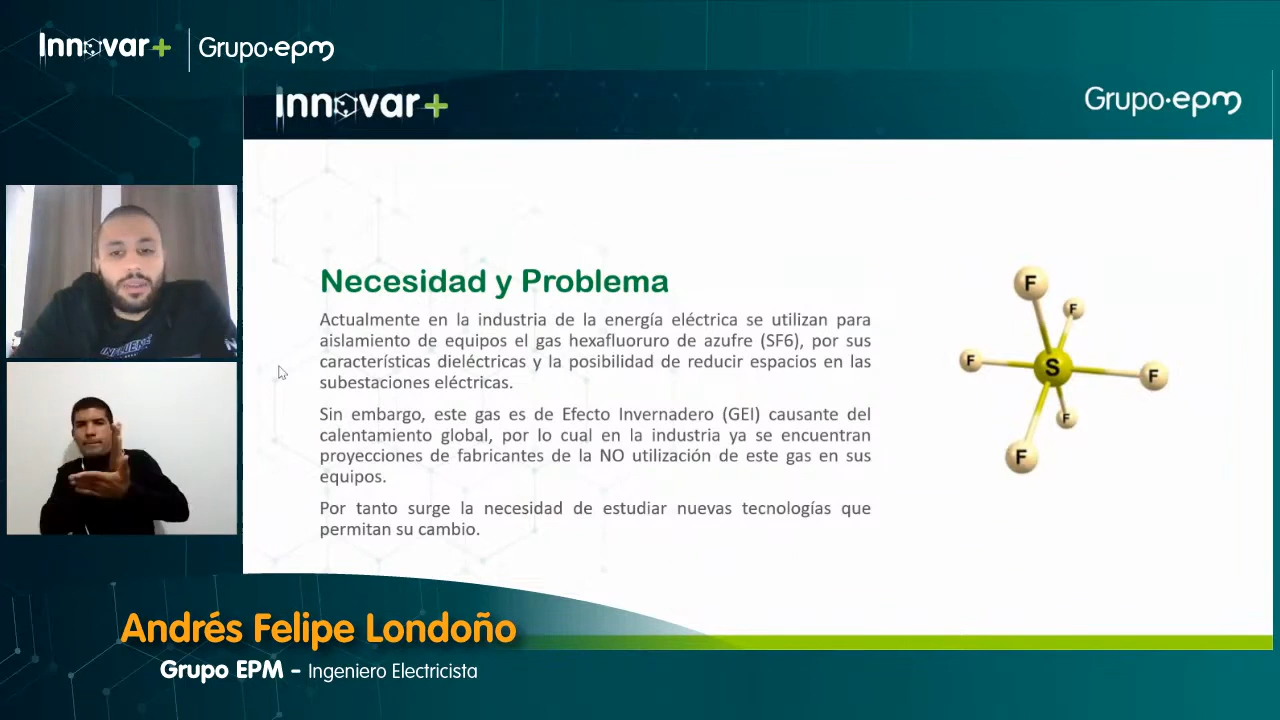 Innovar+
Grupo·epm
Innovar+
Grupo·epm
Necesidad y Problema
Actualmente en la industria de la energía eléctrica se utilizan para
aislamiento de equipos el gas hexafluoruro de azufre (SF6), por sus
características dieléctricas y la posibilidad de reducir espacios en las
subestaciones eléctricas.
Sin embargo, este gas es de Efecto Invernadero (GEI) causante del
calentamiento global, por lo cual en la industria ya se encuentran
proyecciones de fabricantes de la NO utilización de este gas en sus
equipos.
Por tanto surge la necesidad de estudiar nuevas tecnologías que
permitan su cambio.
F
F
F
S
F
F
F
Andrés Felipe Londoño
Grupo EPM – Ingeniero Electricista